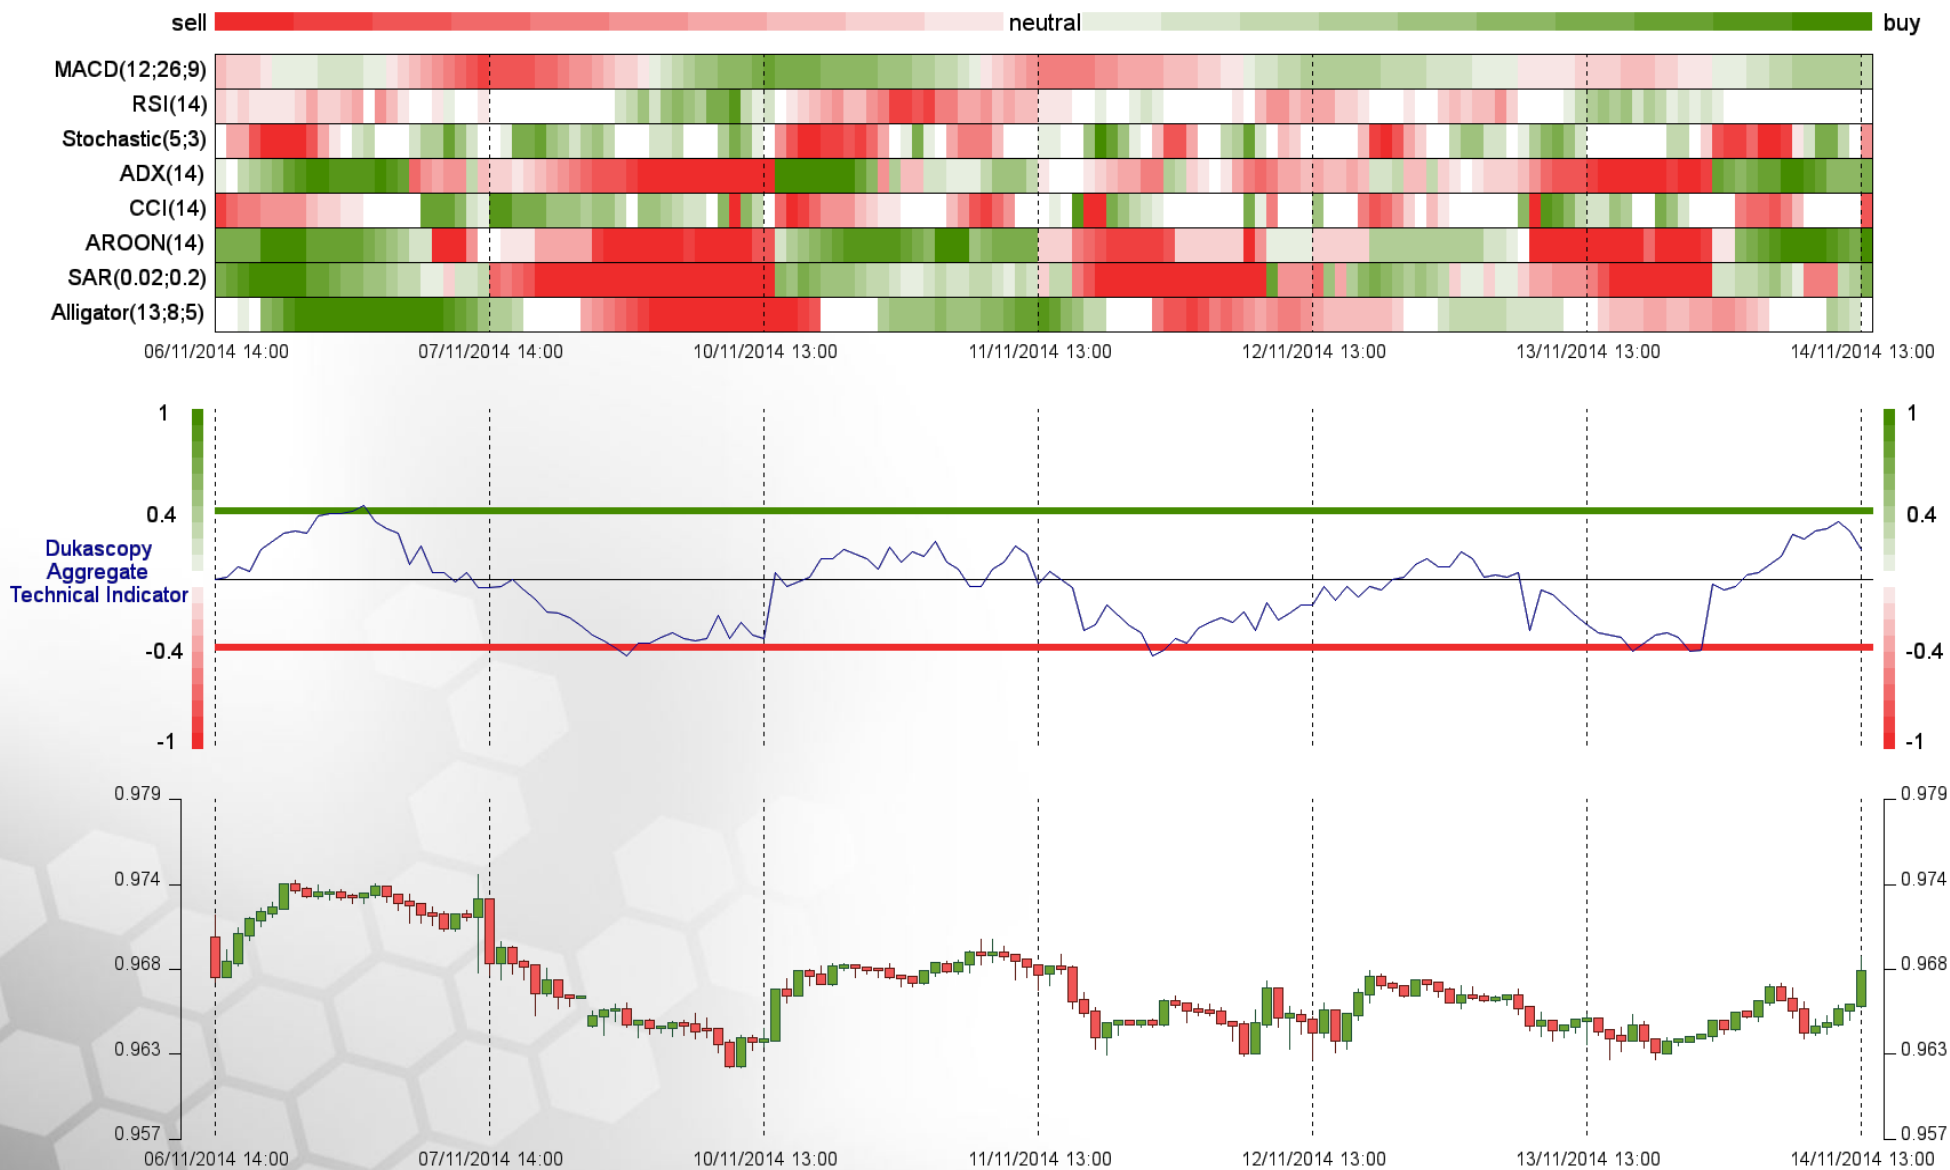 sell neutral buy
MACD(12;26;9)
RSI(14)
Stochastic(5;3)
ADX(14)
CCI(14)
AROON(14)
SAR(0.02;0.2)
Alligator(13;8;5)
06/11/2014 14:00 07/11/2014 14:00 10/11/2014 13:00 11/11/2014 13:00 12/11/2014 13:00 13/11/2014 13:00 14/11/2014 13:00
1 1
0.4 0.4
Dukascopy
Aggregate
Technical Indicator
-0.4 -0.4
-1 -1
0.979 0.979
0.974 0.974
0.968 0.968
0.963 0.963
0.957 0.957
06/11/2014 14:00 07/11/2014 14:00 10/11/2014 13:00 11/11/2014 13:00 12/11/2014 13:00 13/11/2014 13:00 14/11/2014 13:00